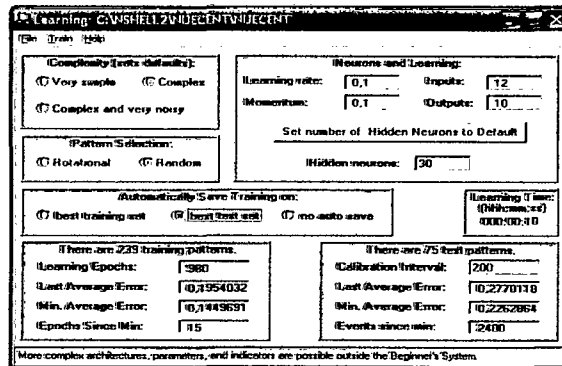 Learning: C:\NSHELL2\NUECENT\NUECENT
File Train Help
Complexity (sets defaults):
Very simple Complex
Complex and very noisy
Pattern Selection:
Rotational Random
Neurons and Learning:
Learning rate: 0,1 Inputs: 12
Momentum: 0,1 Outputs: 10
Set number of Hidden Neurons to Default
Hidden neurons: 30
Automatically Save Training on:
best training set best test set no auto save
Learning Time:
(hhh:mm:ss)
000:00:10
There are 239 training patterns.
Learning Epochs: 980
Last Average Error: 0,1954032
Min. Average Error: 0,1449691
Epochs Since Min: 15
There are 75 test patterns.
Calibration Interval: 200
Last Average Error: 0,2770118
Min. Average Error: 0,2262864
Events since min: 2400
More complex architectures, parameters, and indicators are possible outside the Beginner's System.